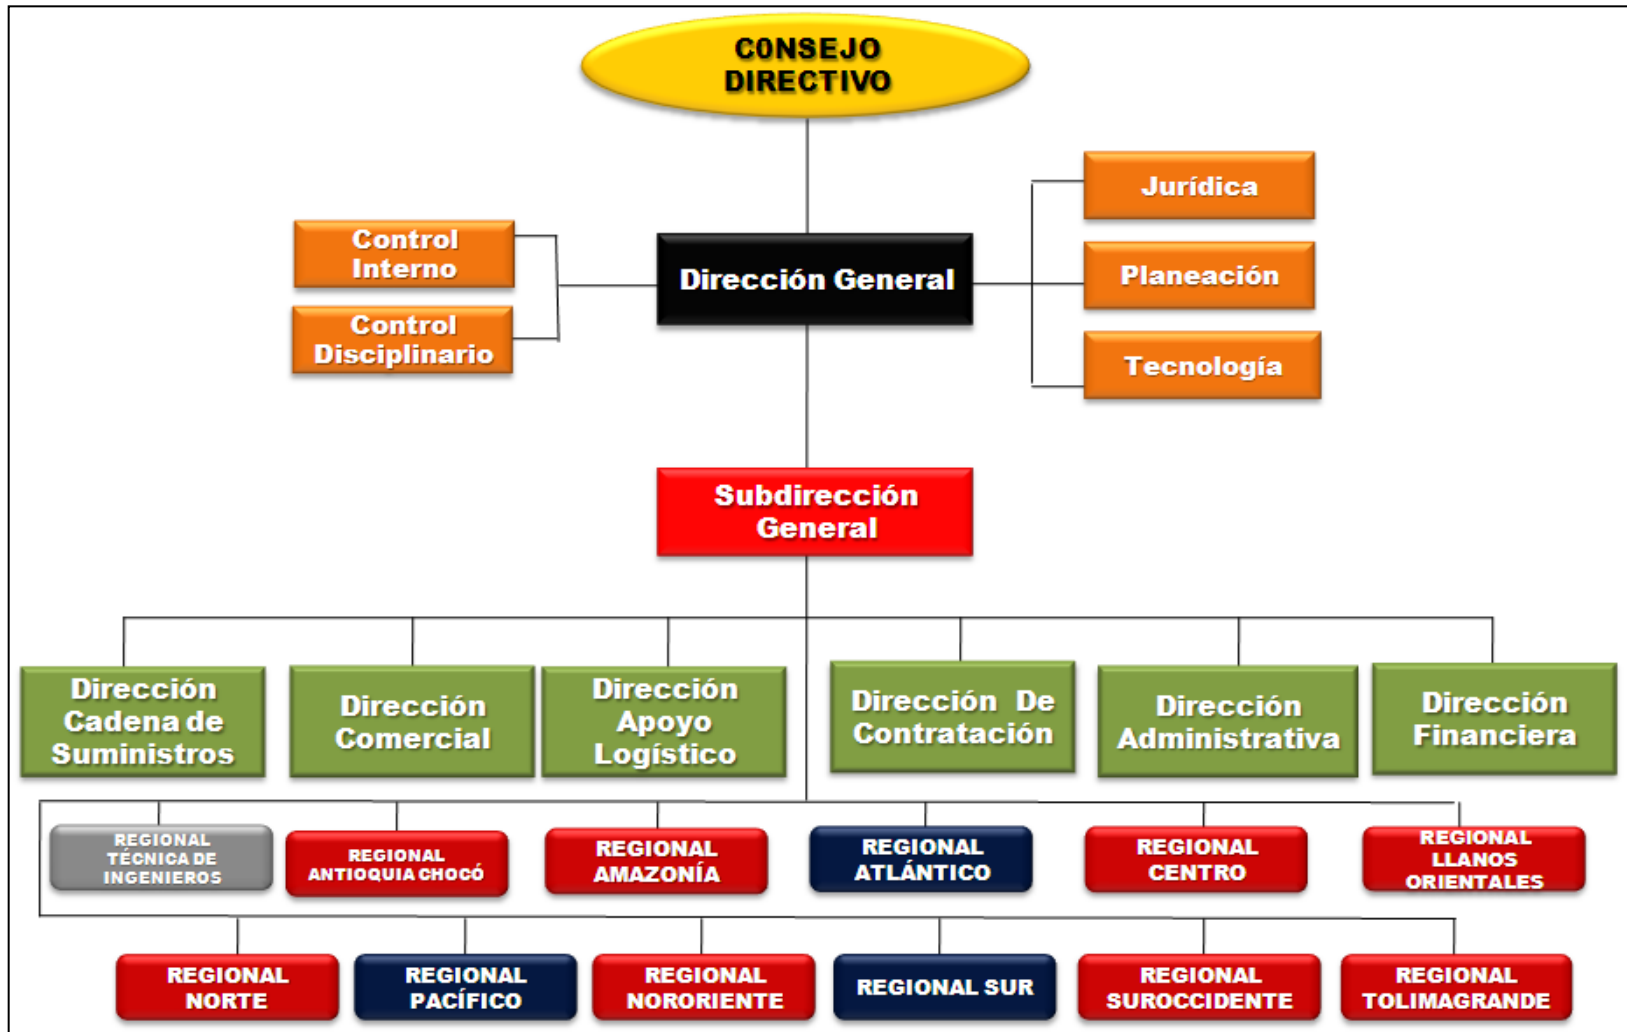 C0NSEJO
DIRECTIVO
Jurídica
Control
Interno
Dirección General
Planeación
Control
Disciplinario
Tecnología
Subdirección
General
Dirección
Cadena de
Suministros
Dirección
Comercial
Dirección
Apoyo
Logístico
Dirección De
Contratación
Dirección
Administrativa
Dirección
Financiera
REGIONAL
TÉCNICA DE
INGENIEROS
REGIONAL
ANTIOQUIA CHOCÓ
REGIONAL
AMAZONÍA
REGIONAL
ATLÁNTICO
REGIONAL
CENTRO
REGIONAL
LLANOS
ORIENTALES
REGIONAL
NORTE
REGIONAL
PACÍFICO
REGIONAL
NORORIENTE
REGIONAL SUR
REGIONAL
SUROCCIDENTE
REGIONAL
TOLIMAGRANDE